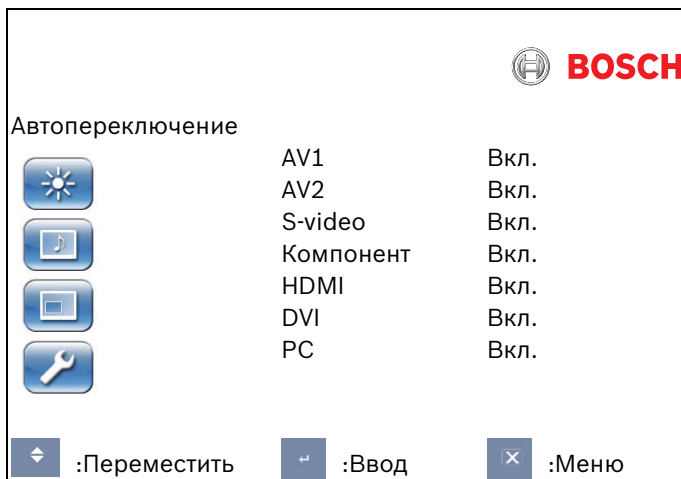 BOSCH
Автопереключение
AV1 Вкл.
AV2 Вкл.
S-video Вкл.
Компонент Вкл.
HDMI Вкл.
DVI Вкл.
PC Вкл.
:Переместить :Ввод :Меню